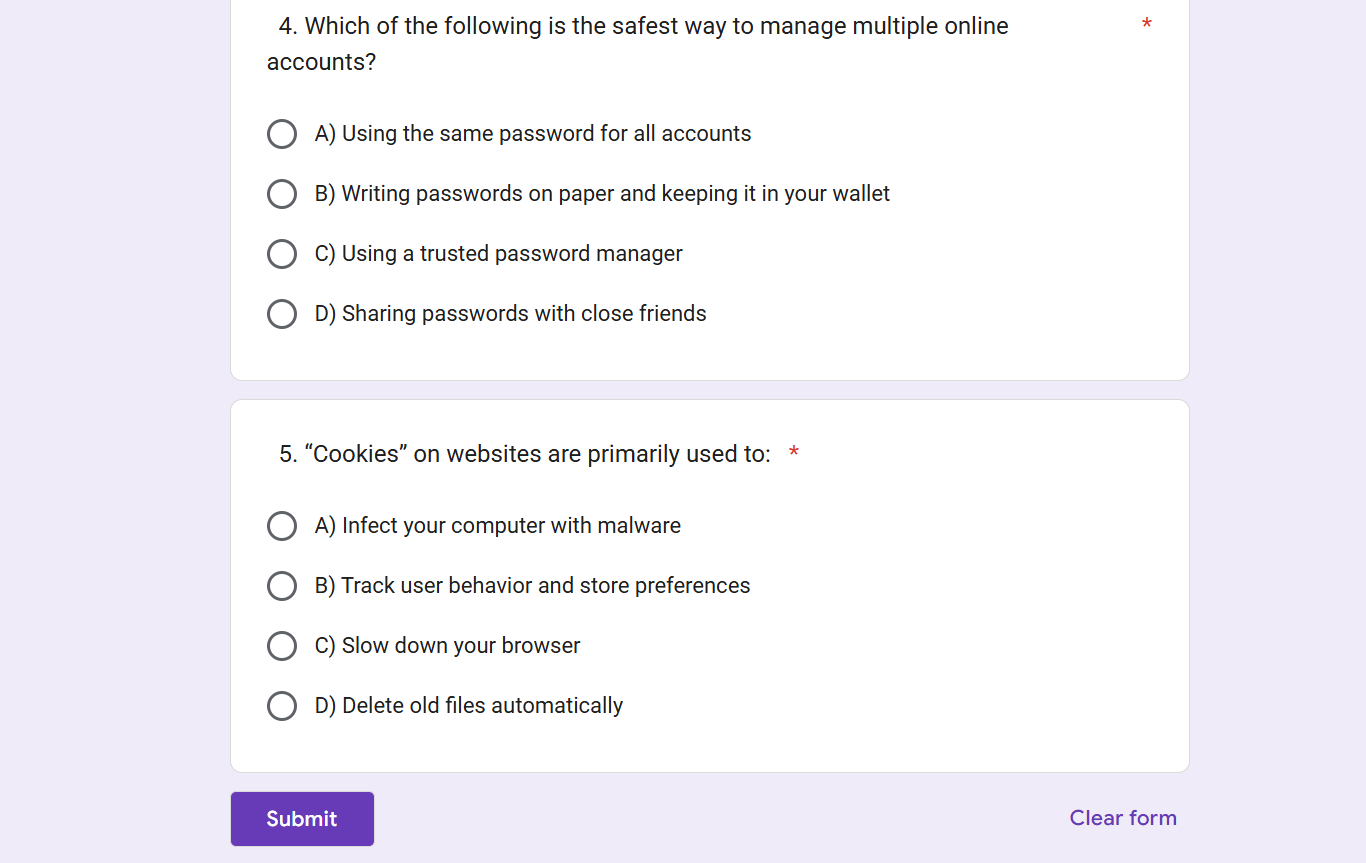 4. Which of the following is the safest way to manage multiple online *
accounts?
A) Using the same password for all accounts
B) Writing passwords on paper and keeping it in your wallet
C) Using a trusted password manager
D) Sharing passwords with close friends
5. “Cookies” on websites are primarily used to: *
A) Infect your computer with malware
B) Track user behavior and store preferences
C) Slow down your browser
D) Delete old files automatically
Submit
Clear form